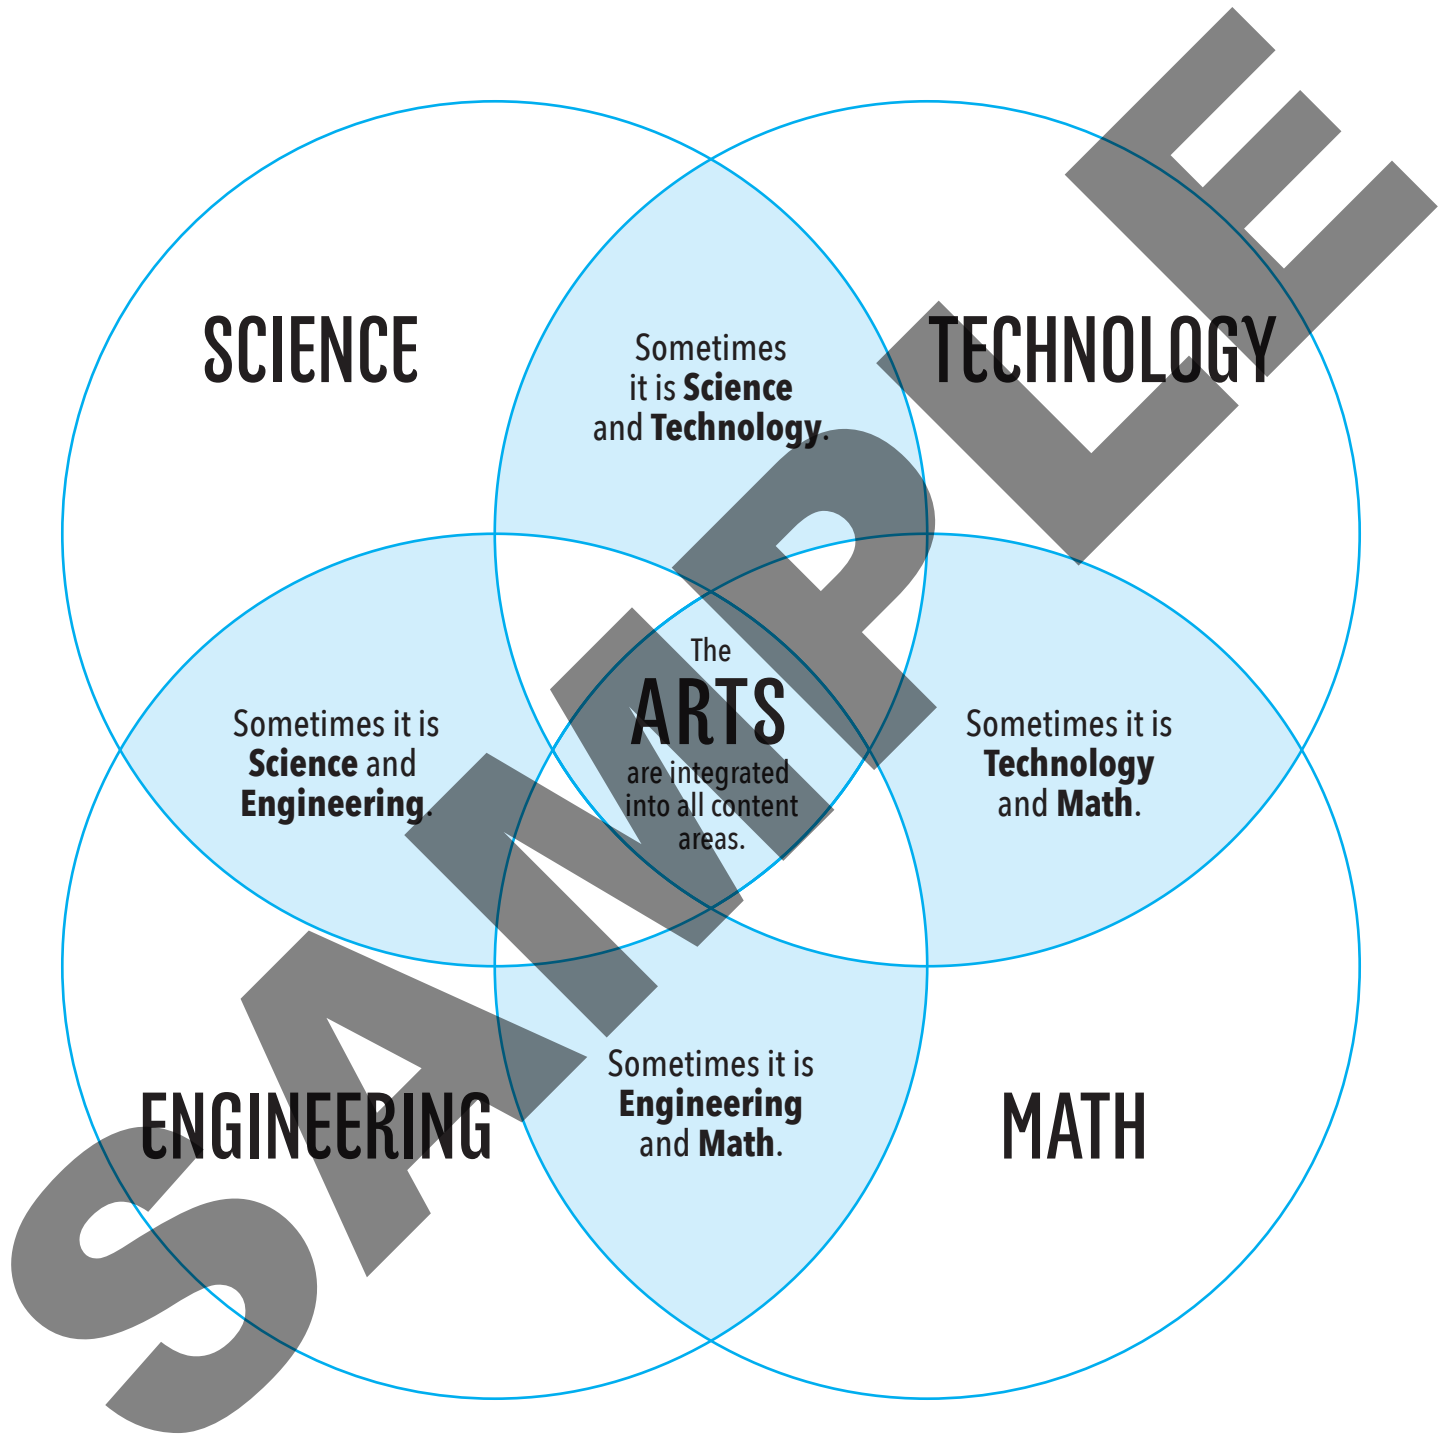 SCIENCE
TECHNOLOGY
Sometimes
it is Science
and Technology.
The
ARTS
are integrated
into all content
areas.
Sometimes it is
Science and
Engineering.
Sometimes it is
Technology
and Math.
Sometimes it is
Engineering
and Math.
ENGINEERING
MATH
SAMPLE